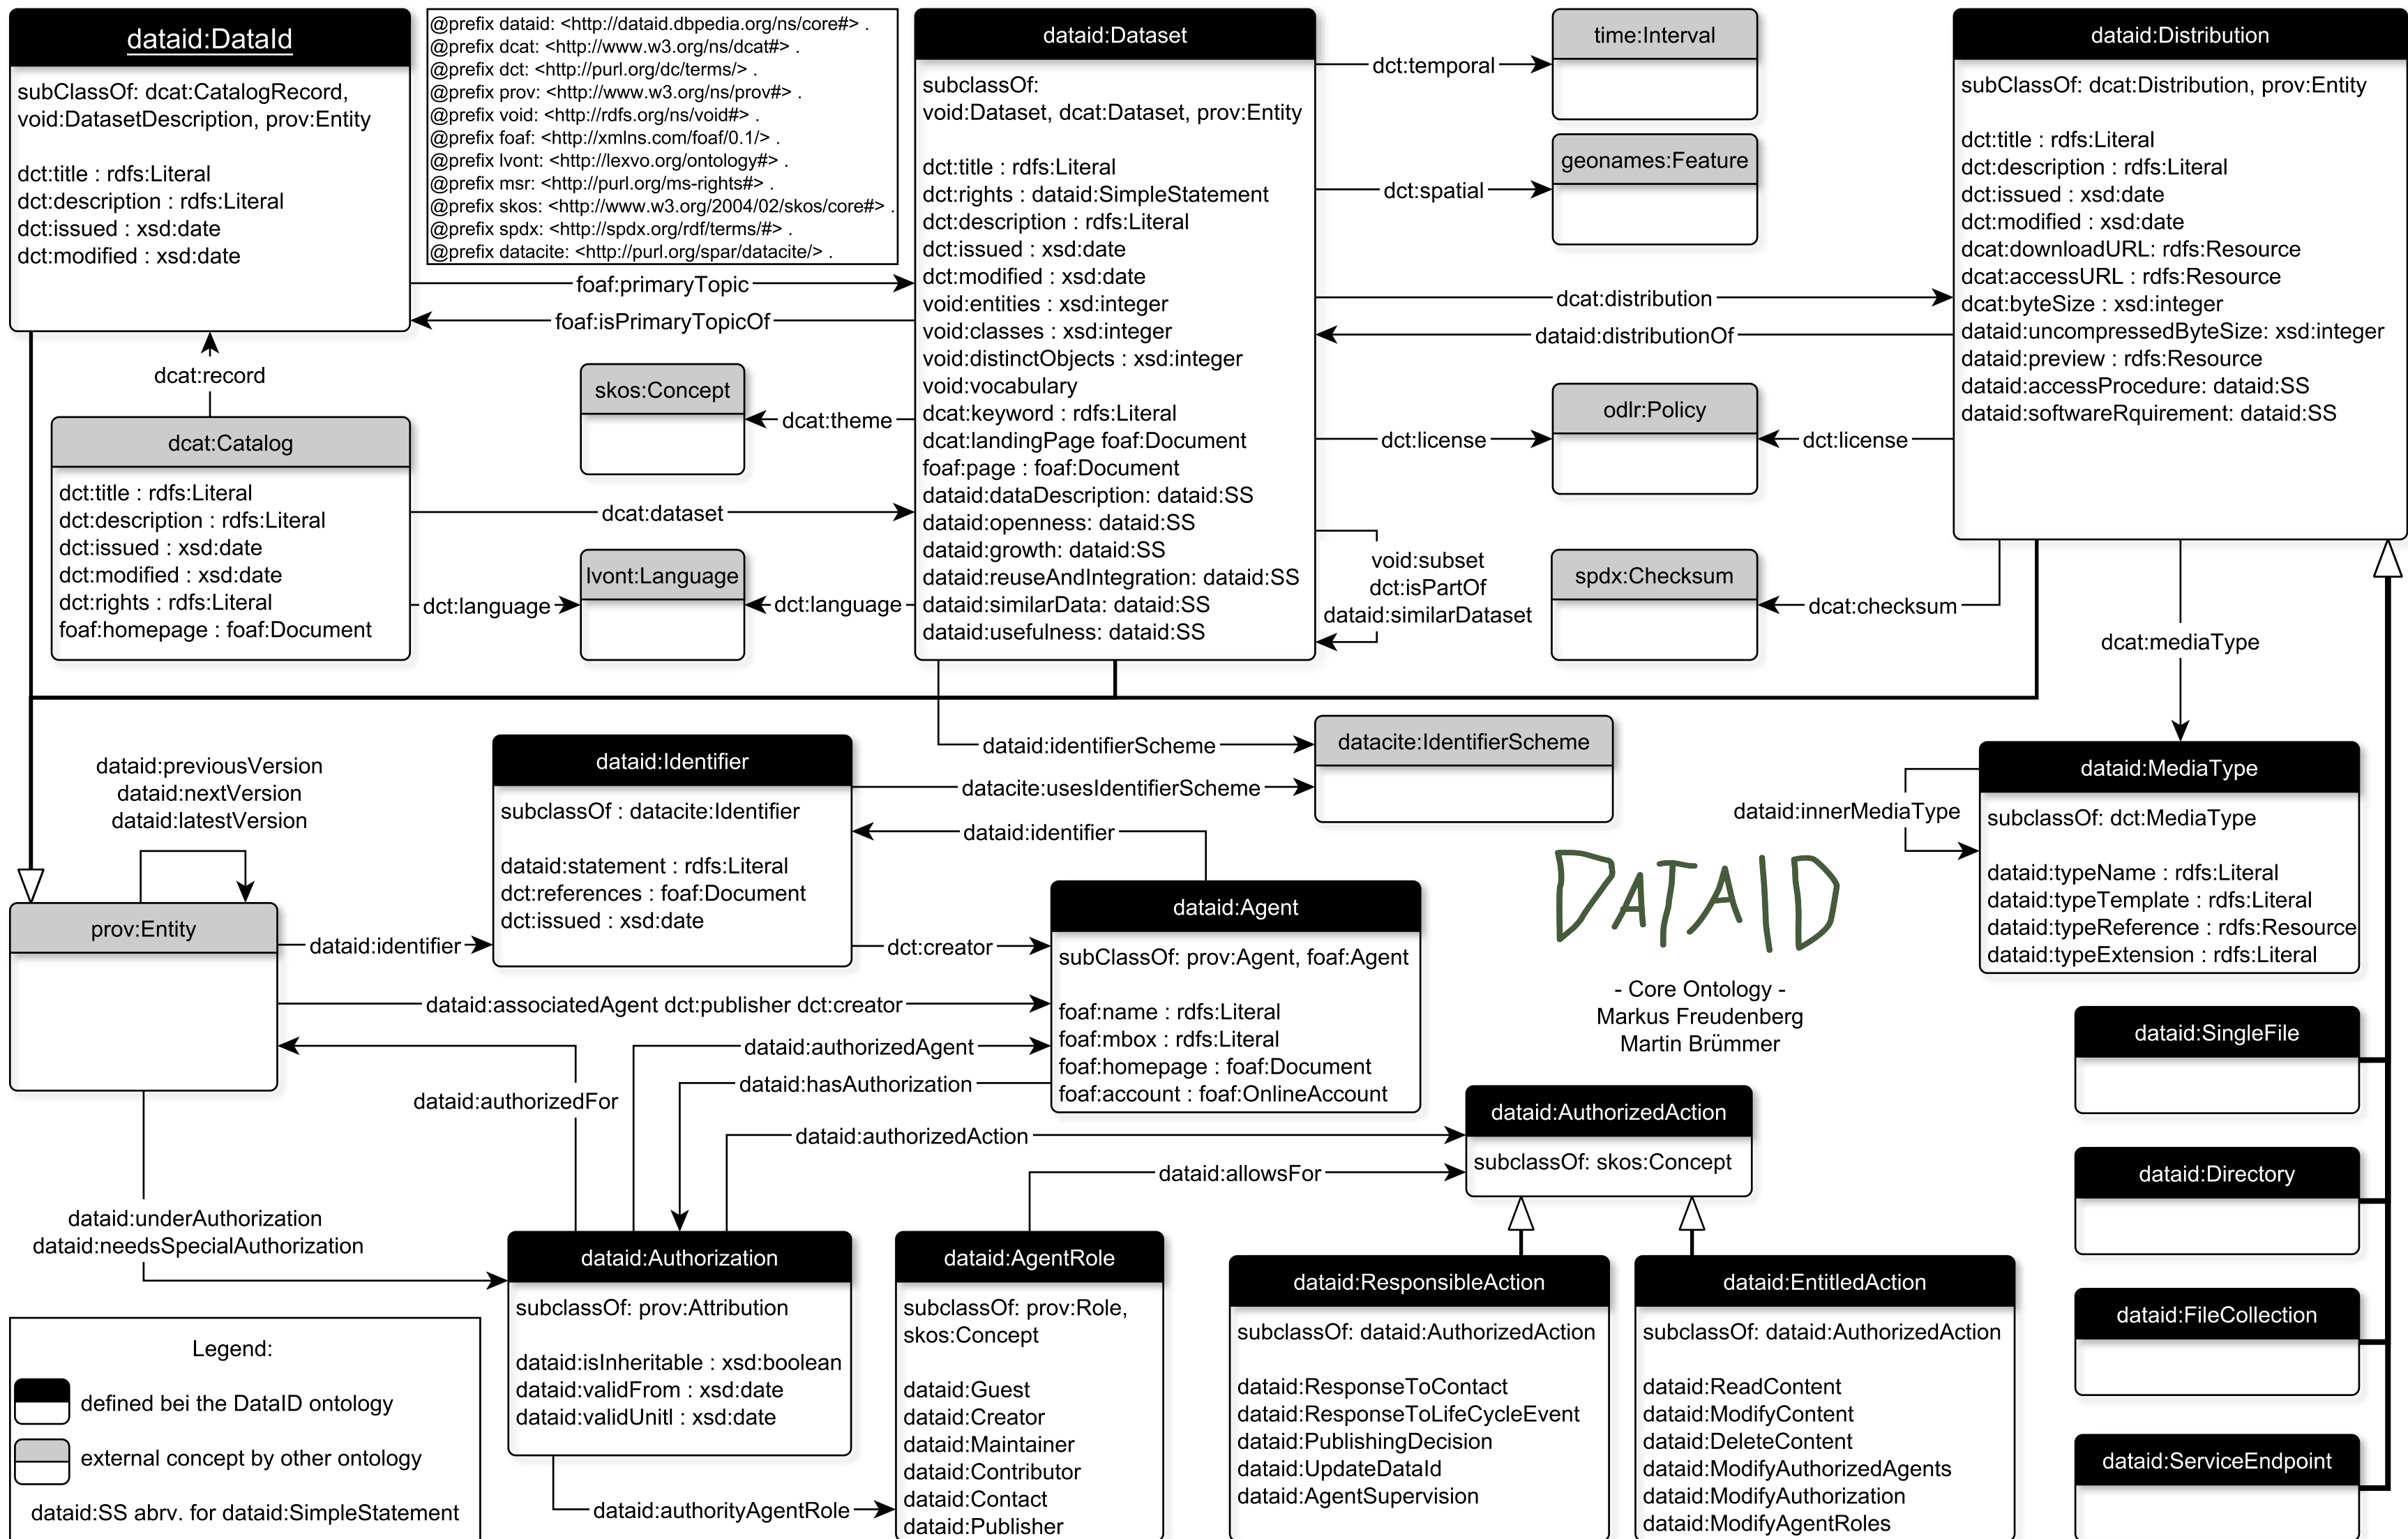 dataid:DataId
subClassOf: dcat:CatalogRecord,
void:DatasetDescription, prov:Entity
dct:title : rdfs:Literal
dct:description : rdfs:Literal
dct:issued : xsd:date
dct:modified : xsd:date
@prefix dataid: <http://dataid.dbpedia.org/ns/core#> .
@prefix dcat: <http://www.w3.org/ns/dcat#> .
@prefix dct: <http://purl.org/dc/terms/> .
@prefix prov: <http://www.w3.org/ns/prov#> .
@prefix void: <http://rdfs.org/ns/void#> .
@prefix foaf: <http://xmlns.com/foaf/0.1/> .
@prefix lvont: <http://lexvo.org/ontology#> .
@prefix msr: <http://purl.org/ms-rights#> .
@prefix skos: <http://www.w3.org/2004/02/skos/core#> .
@prefix spdx: <http://spdx.org/rdf/terms/#> .
@prefix datacite: <http://purl.org/spar/datacite/> .
foaf:primaryTopic
foaf:isPrimaryTopicOf
dcat:record
dcat:Catalog
dct:title : rdfs:Literal
dct:description : rdfs:Literal
dct:issued : xsd:date
dct:modified : xsd:date
dct:rights : rdfs:Literal
foaf:homepage : foaf:Document
skos:Concept
dcat:theme
dcat:dataset
lvont:Language
dct:language
dct:language
dataid:Dataset
subclassOf:
void:Dataset, dcat:Dataset, prov:Entity
dct:title : rdfs:Literal
dct:rights : dataid:SimpleStatement
dct:description : rdfs:Literal
dct:issued : xsd:date
dct:modified : xsd:date
void:entities : xsd:integer
void:classes : xsd:integer
void:distinctObjects : xsd:integer
void:vocabulary
dcat:keyword : rdfs:Literal
dcat:landingPage foaf:Document
foaf:page : foaf:Document
dataid:dataDescription: dataid:SS
dataid:openness: dataid:SS
dataid:growth: dataid:SS
dataid:reuseAndIntegration: dataid:SS
dataid:similarData: dataid:SS
dataid:usefulness: dataid:SS
dct:temporal
time:Interval
dct:spatial
geonames:Feature
dcat:distribution
dataid:distributionOf
dct:license
odlr:Policy
dct:license
void:subset
dct:isPartOf
dataid:similarDataset
spdx:Checksum
dcat:checksum
dataid:Distribution
subClassOf: dcat:Distribution, prov:Entity
dct:title : rdfs:Literal
dct:description : rdfs:Literal
dct:issued : xsd:date
dct:modified : xsd:date
dcat:downloadURL: rdfs:Resource
dcat:accessURL : rdfs:Resource
dcat:byteSize : xsd:integer
dataid:uncompressedByteSize: xsd:integer
dataid:preview : rdfs:Resource
dataid:accessProcedure: dataid:SS
dataid:softwareRquirement: dataid:SS
dcat:mediaType
dataid:previousVersion
dataid:nextVersion
dataid:latestVersion
prov:Entity
dataid:identifier
dataid:Identifier
subclassOf : datacite:Identifier
dataid:statement : rdfs:Literal
dct:references : foaf:Document
dct:issued : xsd:date
dataid:identifierScheme
datacite:usesIdentifierScheme
datacite:IdentifierScheme
dataid:identifier
dct:creator
dataid:Agent
subClassOf: prov:Agent, foaf:Agent
foaf:name : rdfs:Literal
foaf:mbox : rdfs:Literal
foaf:homepage : foaf:Document
foaf:account : foaf:OnlineAccount
dataid:associatedAgent dct:publisher dct:creator
dataid:authorizedAgent
dataid:hasAuthorization
dataid:authorizedFor
dataid:authorizedAction
dataid:allowsFor
DATAID
- Core Ontology -
Markus Freudenberg
Martin Brümmer
dataid:innerMediaType
dataid:MediaType
subclassOf: dct:MediaType
dataid:typeName : rdfs:Literal
dataid:typeTemplate : rdfs:Literal
dataid:typeReference : rdfs:Resource
dataid:typeExtension : rdfs:Literal
dataid:SingleFile
dataid:Directory
dataid:FileCollection
dataid:ServiceEndpoint
dataid:AuthorizedAction
subclassOf: skos:Concept
dataid:underAuthorization
dataid:needsSpecialAuthorization
dataid:Authorization
subclassOf: prov:Attribution
dataid:isInheritable : xsd:boolean
dataid:validFrom : xsd:date
dataid:validUnitl : xsd:date
dataid:authorityAgentRole
dataid:AgentRole
subclassOf: prov:Role,
skos:Concept
dataid:Guest
dataid:Creator
dataid:Maintainer
dataid:Contributor
dataid:Contact
dataid:Publisher
dataid:ResponsibleAction
subclassOf: dataid:AuthorizedAction
dataid:ResponseToContact
dataid:ResponseToLifeCycleEvent
dataid:PublishingDecision
dataid:UpdateDataId
dataid:AgentSupervision
dataid:EntitledAction
subclassOf: dataid:AuthorizedAction
dataid:ReadContent
dataid:ModifyContent
dataid:DeleteContent
dataid:ModifyAuthorizedAgents
dataid:ModifyAuthorization
dataid:ModifyAgentRoles
Legend:
defined bei the DataID ontology
external concept by other ontology
dataid:SS abrv. for dataid:SimpleStatement